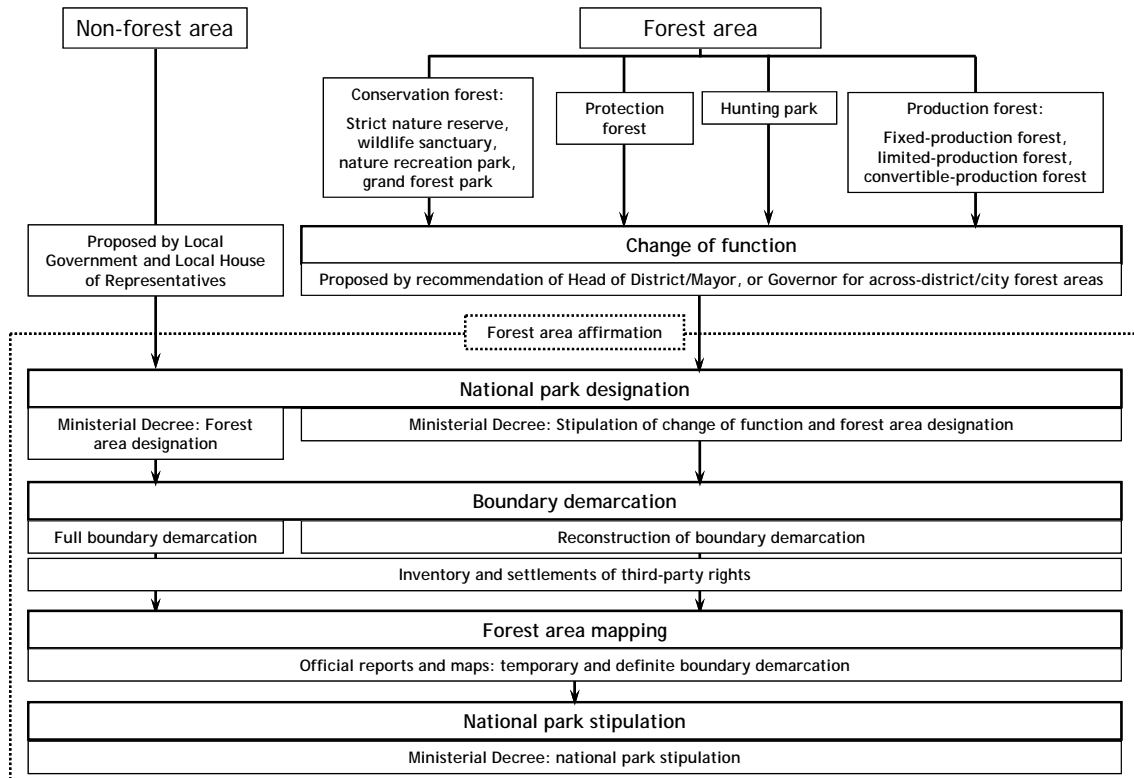 Non-forest area
Forest area
Conservation forest:
Strict nature reserve,
wildlife sanctuary,
nature recreation park,
grand forest park
Protection
forest
Hunting park
Production forest:
Fixed-production forest,
limited-production forest,
convertible-production forest
Proposed by Local
Government and Local House
of Representatives
Change of function
Proposed by recommendation of Head of District/Mayor, or Governor for across-district/city forest areas
Forest area affirmation
National park designation
Ministerial Decree: Forest
area designation
Ministerial Decree: Stipulation of change of function and forest area designation
Boundary demarcation
Full boundary demarcation
Reconstruction of boundary demarcation
Inventory and settlements of third-party rights
Forest area mapping
Official reports and maps: temporary and definite boundary demarcation
National park stipulation
Ministerial Decree: national park stipulation